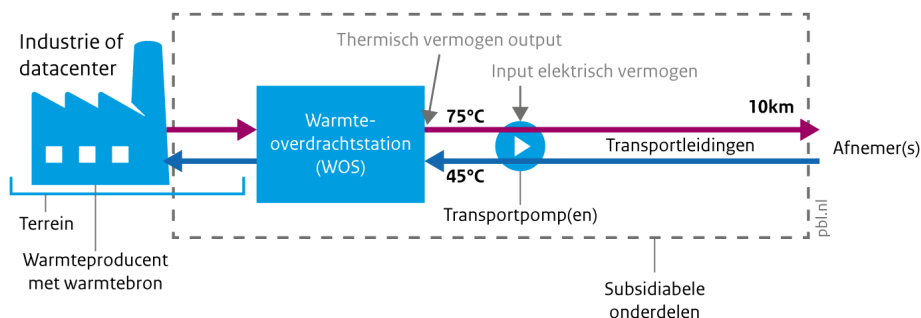 Industrie of
datacenter
Thermisch vermogen output
Input elektrisch vermogen
Warmte-
overdrachtstation
(WOS)
75°C
10km
Transportleidingen
Afnemer(s)
45°C
Transportpomp(en)
Terrein
Warmteproducent
met warmtebron
Subsidiabele
onderdelen
pbl.nl